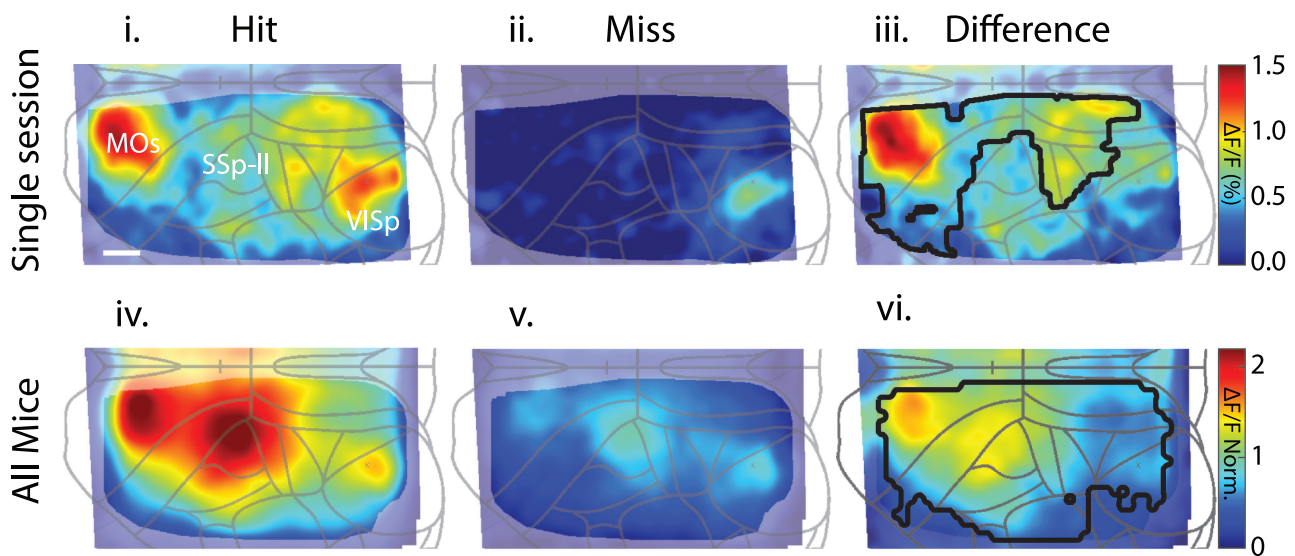 i. Hit
ii. Miss
iii. Difference
Single session
MOs
SSp-ll
VISp
1.5
1.0
0.5
0.0
ΔF/F (%)
iv.
v.
vi.
All Mice
2
1
0
ΔF/F Norm.